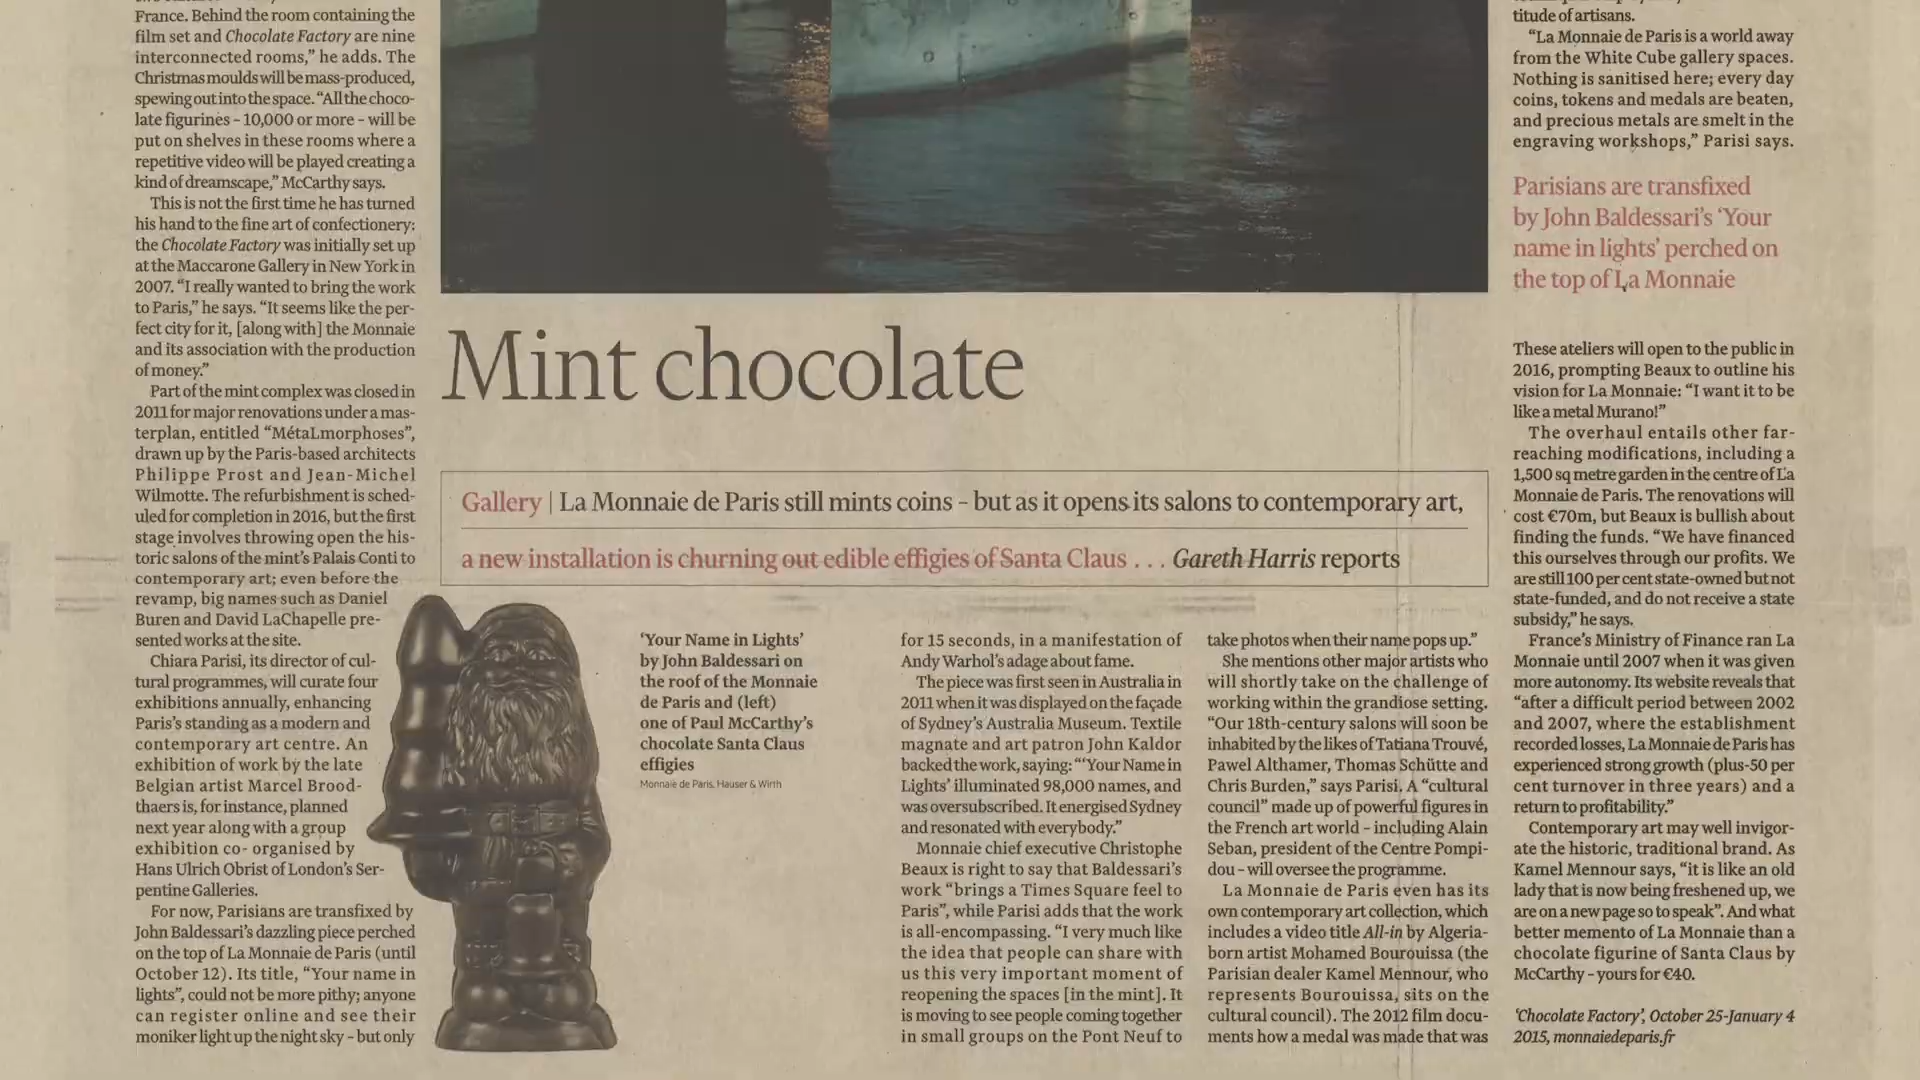 France. Behind the room containing the
film set and Chocolate Factory are nine
interconnected rooms,” he adds. The
Christmas moulds will be mass-produced,
spewing out into the space. “All the choco-
late figurines – 10,000 or more – will be
put on shelves in these rooms where a
repetitive video will be played creating a
kind of dreamscape,” McCarthy says.
This is not the first time he has turned
his hand to the fine art of confectionery:
the Chocolate Factory was initially set up
at the Maccarone Gallery in New York in
2007. “I really wanted to bring the work
to Paris,” he says. “It seems like the per-
fect city for it, [along with] the Monnaie
and its association with the production
of money.”
Part of the mint complex was closed in
2011 for major renovations under a mas-
terplan, entitled “MétaLmorphoses”,
drawn up by the Paris-based architects
Philippe Prost and Jean-Michel
Wilmotte. The refurbishment is sched-
uled for completion in 2016, but the first
stage involves throwing open the his-
toric salons of the mint’s Palais Conti to
contemporary art; even before the
revamp, big names such as Daniel
Buren and David LaChapelle pre-
sented works at the site.
Chiara Parisi, its director of cul-
tural programmes, will curate four
exhibitions annually, enhancing
Paris’s standing as a modern and
contemporary art centre. An
exhibition of work by the late
Belgian artist Marcel Brood-
thaers is, for instance, planned
next year along with a group
exhibition co- organised by
Hans Ulrich Obrist of London’s Ser-
pentine Galleries.
For now, Parisians are transfixed by
John Baldessari’s dazzling piece perched
on the top of La Monnaie de Paris (until
October 12). Its title, “Your name in
lights”, could not be more pithy; anyone
can register online and see their
moniker light up the night sky – but only
Mint chocolate
Gallery | La Monnaie de Paris still mints coins – but as it opens its salons to contemporary art,
a new installation is churning out edible effigies of Santa Claus . . . Gareth Harris reports
‘Your Name in Lights’
by John Baldessari on
the roof of the Monnaie
de Paris and (left)
one of Paul McCarthy’s
chocolate Santa Claus
effigies
Monnaie de Paris, Hauser & Wirth
for 15 seconds, in a manifestation of
Andy Warhol’s adage about fame.
The piece was first seen in Australia in
2011 when it was displayed on the façade
of Sydney’s Australia Museum. Textile
magnate and art patron John Kaldor
backed the work, saying: “‘Your Name in
Lights’ illuminated 98,000 names, and
was oversubscribed. It energised Sydney
and resonated with everybody.”
Monnaie chief executive Christophe
Beaux is right to say that Baldessari’s
work “brings a Times Square feel to
Paris”, while Parisi adds that the work
is all-encompassing. “I very much like
the idea that people can share with
us this very important moment of
reopening the spaces [in the mint]. It
is moving to see people coming together
in small groups on the Pont Neuf to
take photos when their name pops up.”
She mentions other major artists who
will shortly take on the challenge of
working within the grandiose setting.
“Our 18th-century salons will soon be
inhabited by the likes of Tatiana Trouvé,
Pawel Althamer, Thomas Schütte and
Chris Burden,” says Parisi. A “cultural
council” made up of powerful figures in
the French art world – including Alain
Seban, president of the Centre Pompi-
dou – will oversee the programme.
La Monnaie de Paris even has its
own contemporary art collection, which
includes a video title All-in by Algeria-
born artist Mohamed Bourouissa (the
Parisian dealer Kamel Mennour, who
represents Bourouissa, sits on the
cultural council). The 2012 film docu-
ments how a medal was made that was
titude of artisans.
“La Monnaie de Paris is a world away
from the White Cube gallery spaces.
Nothing is sanitised here; every day
coins, tokens and medals are beaten,
and precious metals are smelt in the
engraving workshops,” Parisi says.
Parisians are transfixed
by John Baldessari’s ‘Your
name in lights’ perched on
the top of La Monnaie
These ateliers will open to the public in
2016, prompting Beaux to outline his
vision for La Monnaie: “I want it to be
like a metal Murano!”
The overhaul entails other far-
reaching modifications, including a
1,500 sq metre garden in the centre of La
Monnaie de Paris. The renovations will
cost €70m, but Beaux is bullish about
finding the funds. “We have financed
this ourselves through our profits. We
are still 100 per cent state-owned but not
state-funded, and do not receive a state
subsidy,” he says.
France’s Ministry of Finance ran La
Monnaie until 2007 when it was given
more autonomy. Its website reveals that
“after a difficult period between 2002
and 2007, where the establishment
recorded losses, La Monnaie de Paris has
experienced strong growth (plus-50 per
cent turnover in three years) and a
return to profitability.”
Contemporary art may well invigor-
ate the historic, traditional brand. As
Kamel Mennour says, “it is like an old
lady that is now being freshened up, we
are on a new page so to speak”. And what
better memento of La Monnaie than a
chocolate figurine of Santa Claus by
McCarthy – yours for €40.
‘Chocolate Factory’, October 25-January 4
2015, monnaiedeparis.fr